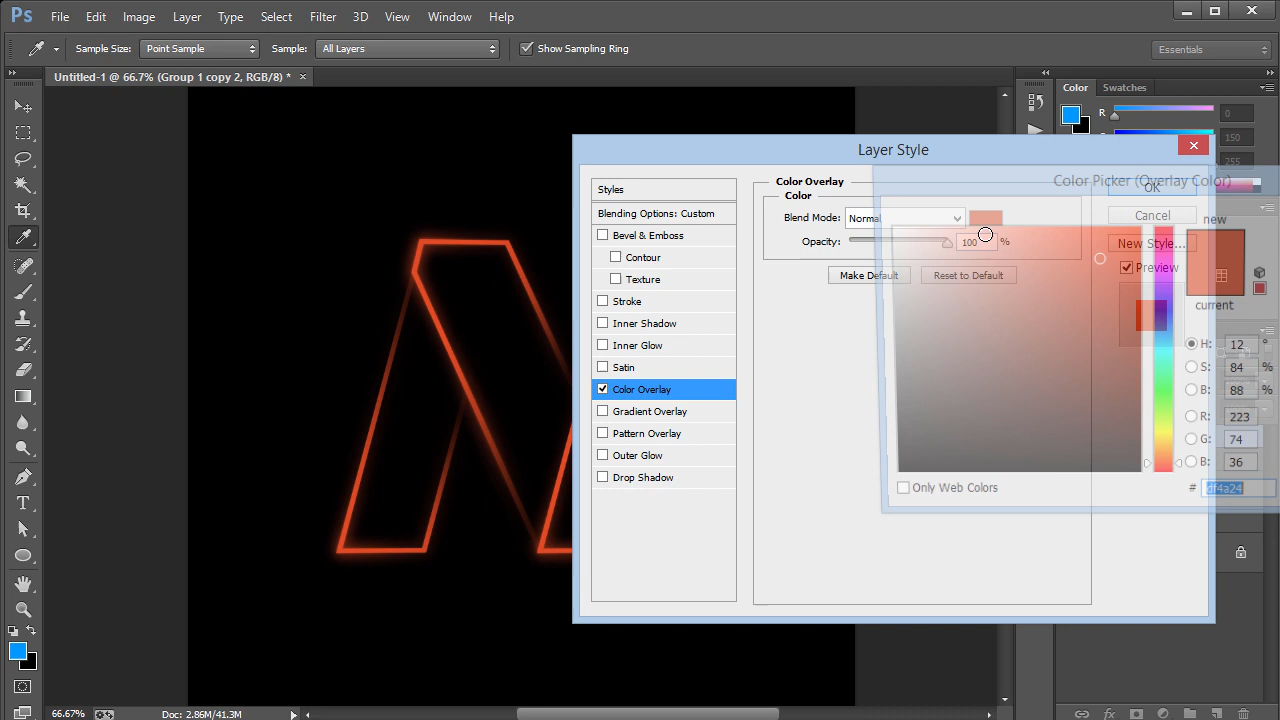 Ps File Edit Image Layer Type Select Filter 3D View Window Help
Sample Size: Point Sample Sample: All Layers Show Sampling Ring Essentials
Untitled-1 @ 66.7% (Group 1 copy 2, RGB/8) * ×
Color Swatches
R 0
150
255
Layer Style
Color Picker (Overlay Color)
Styles
Blending Options: Custom
Bevel & Emboss
Contour
Texture
Stroke
Inner Shadow
Inner Glow
Satin
Color Overlay
Gradient Overlay
Pattern Overlay
Outer Glow
Drop Shadow
Color Overlay
Color
Blend Mode: Normal
Opacity: 100 %
Make Default Reset to Default
OK
Cancel
New Style...
Preview
new
current
H: 12 °
S: 84 %
B: 88 %
R: 223
G: 74
B: 36
# df4a24
Only Web Colors
66.67% Doc: 2.86M/41.3M
fx